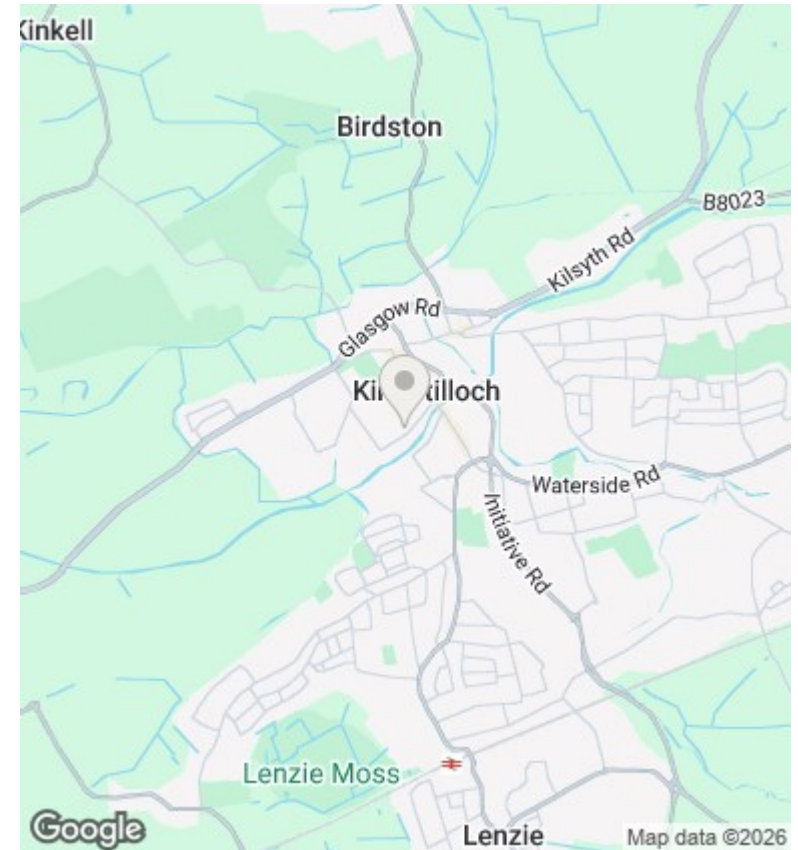 Kinkell
Birdston
B8023
Kilsyth Rd
Glasgow Rd
Waterside Rd
Initiative Rd
Lenzie Moss
Lenzie
Google
Map data ©2026